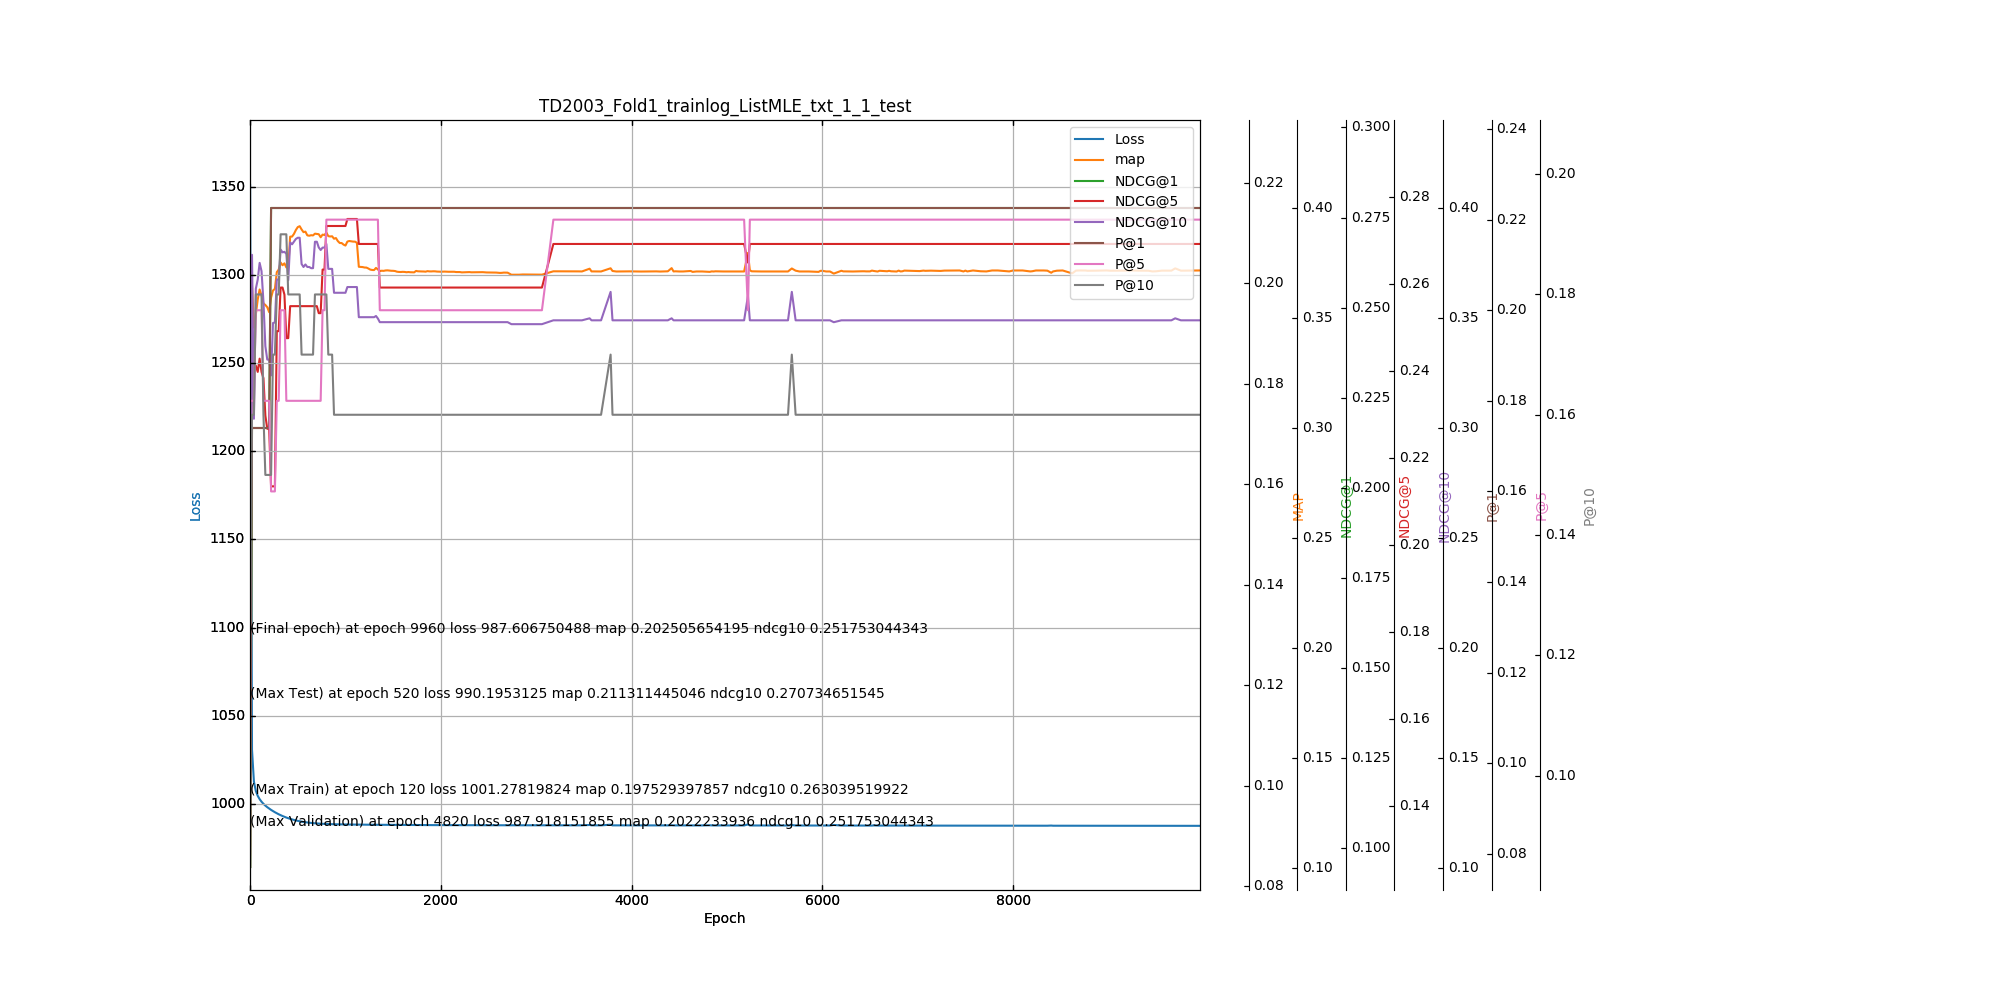 TD2003_Fold1_trainlog_ListMLE_txt_1_1_test
Loss
map
NDCG@1
NDCG@5
NDCG@10
P@1
P@5
P@10
1350
1300
1250
1200
1150
1100
1050
1000
Loss
(Final epoch) at epoch 9960 loss 987.606750488 map 0.202505654195 ndcg10 0.251753044343
(Max Test) at epoch 520 loss 990.1953125 map 0.211311445046 ndcg10 0.270734651545
(Max Train) at epoch 120 loss 1001.27819824 map 0.197529397857 ndcg10 0.263039519922
(Max Validation) at epoch 4820 loss 987.918151855 map 0.2022233936 ndcg10 0.251753044343
0 2000 4000 6000 8000
Epoch
0.22
0.20
0.18
0.16
0.14
0.12
0.10
0.08
MAP
0.40
0.35
0.30
0.25
0.20
0.15
0.10
NDCG@1
0.300
0.275
0.250
0.225
0.200
0.175
0.150
0.125
0.100
NDCG@5
0.28
0.26
0.24
0.22
0.20
0.18
0.16
0.14
NDCG@10
0.40
0.35
0.30
0.25
0.20
0.15
0.10
P@1
0.24
0.22
0.20
0.18
0.16
0.14
0.12
0.10
0.08
P@5
0.20
0.18
0.16
0.14
0.12
0.10
P@10